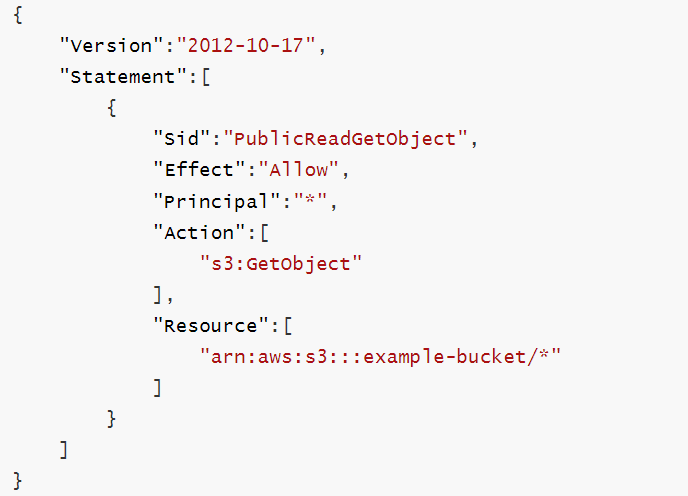 {
    "Version":"2012-10-17",
    "Statement":[
        {
            "Sid":"PublicReadGetObject",
            "Effect":"Allow",
            "Principal":"*",
            "Action":[
                "s3:GetObject"
            ],
            "Resource":[
                "arn:aws:s3:::example-bucket/*"
            ]
        }
    ]
}